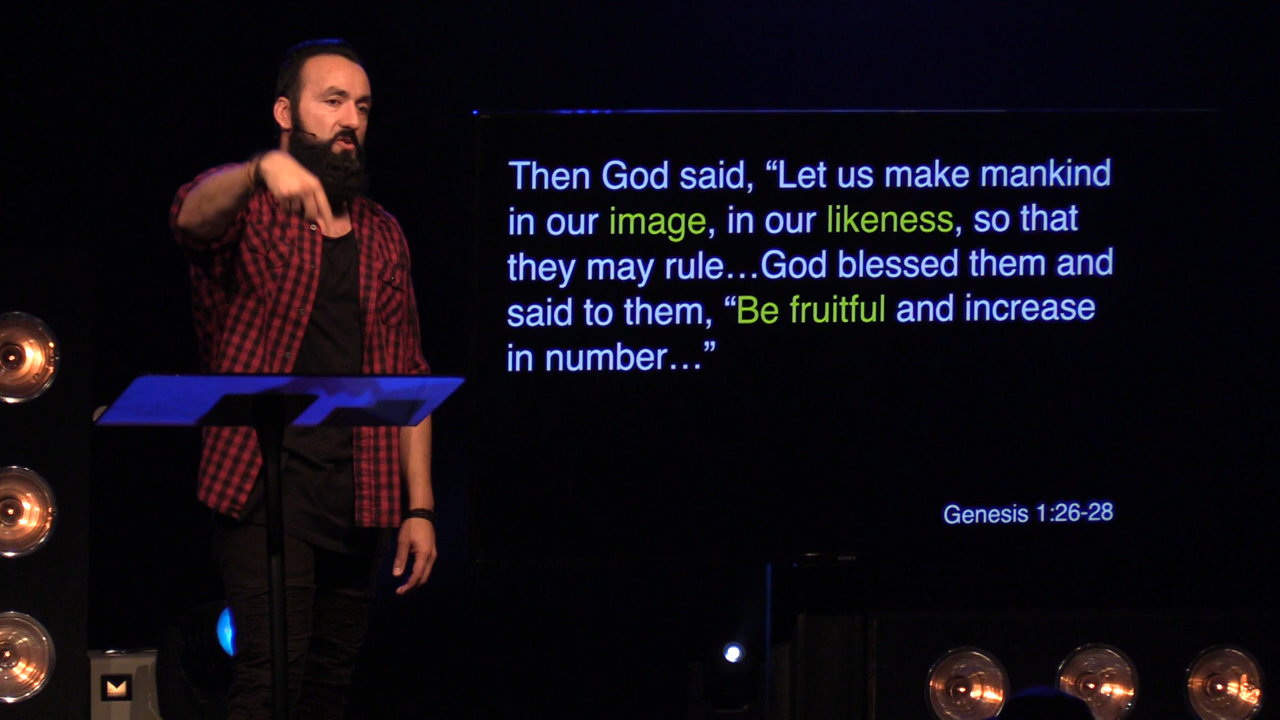 Then God said, “Let us make mankind
in our image, in our likeness, so that
they may rule…God blessed them and
said to them, “Be fruitful and increase
in number…”
Genesis 1:26-28